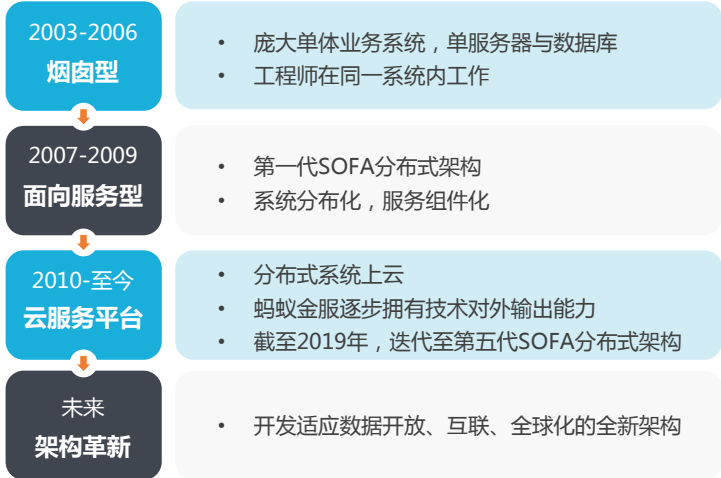 2003-2006
烟囱型
• 庞大单体业务系统，单服务器与数据库
• 工程师在同一系统内工作
2007-2009
面向服务型
• 第一代SOFA分布式架构
• 系统分布化，服务组件化
2010-至今
云服务平台
• 分布式系统上云
• 蚂蚁金服逐步拥有技术对外输出能力
• 截至2019年，迭代至第五代SOFA分布式架构
未来
架构革新
• 开发适应数据开放、互联、全球化的全新架构